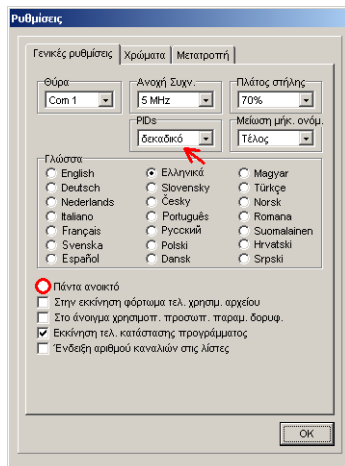 Ρυθμίσεις
Γενικές ρυθμίσεις Χρώματα Μετατροπή
Θύρα Ανοχή Συχν. Πλάτος στήλης
Com 1 5 MHz 70%
PIDs Μείωση μήκ. ονόμ.
δεκαδικό Τέλος
Γλώσσα
English Ελληνικά Magyar
Deutsch Slovensky Türkçe
Nederlands Česky Norsk
Italiano Português Romana
Français Русский Suomalainen
Svenska Polski Hrvatski
Español Dansk Srpski
Πάντα ανοικτό
Στην εκκίνηση φόρτωμα τελ. χρησιμ. αρχείου
Στο άνοιγμα χρησιμοπ. προσωπ. παραμ. δορυφ.
Εκκίνηση τελ. κατάστασης προγράμματος
Ένδειξη αριθμού καναλιών στις λίστες
OK